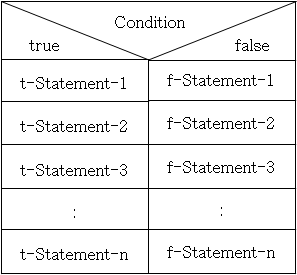 Condition
true false
t-Statement-1 f-Statement-1
t-Statement-2 f-Statement-2
t-Statement-3 f-Statement-3
: :
t-Statement-n f-Statement-n